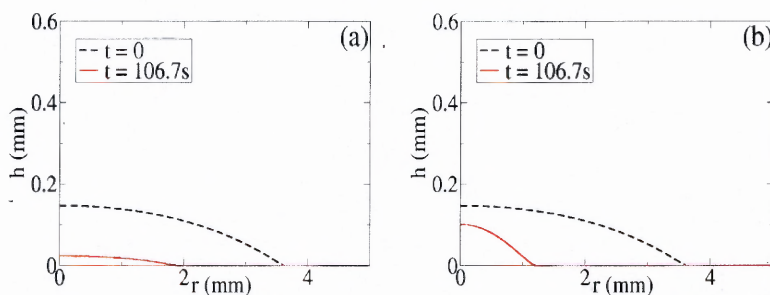 0.6
(a)
t = 0
t = 106.7s
0.4
h (mm)
0.2
0
0
2
4
r (mm)
0.6
(b)
t = 0
t = 106.7s
0.4
h (mm)
0.2
0
0
2
4
r (mm)